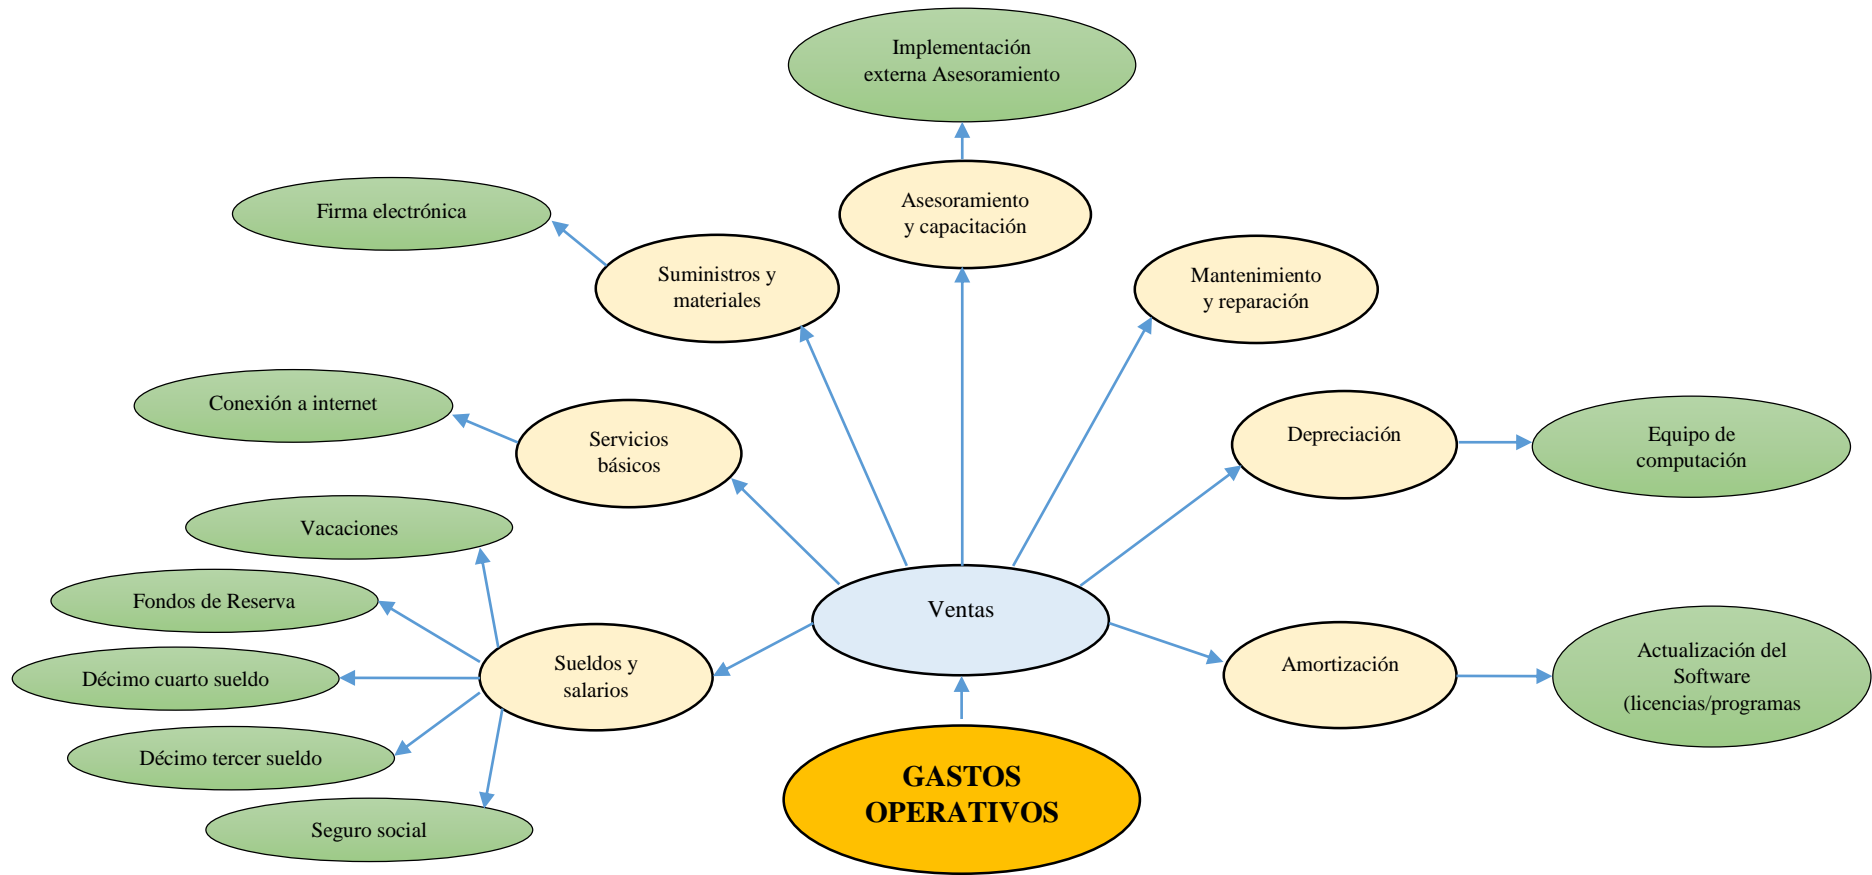 Implementación
externa Asesoramiento
Firma electrónica
Asesoramiento
y capacitación
Suministros y
materiales
Mantenimiento
y reparación
Conexión a internet
Servicios
básicos
Depreciación
Equipo de
computación
Vacaciones
Fondos de Reserva
Ventas
Sueldos y
salarios
Amortización
Actualización del
Software
(licencias/programas
Décimo cuarto sueldo
Décimo tercer sueldo
GASTOS
OPERATIVOS
Seguro social